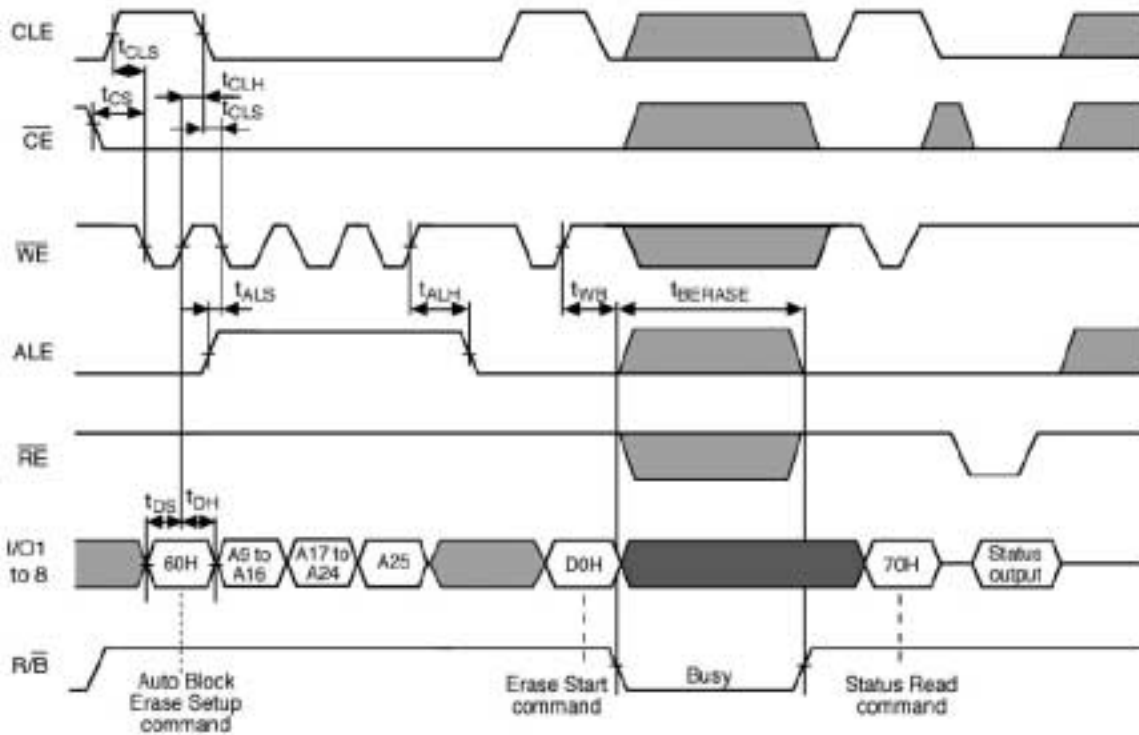 CLE
tCLS
tCLH
tCS
tCLS
CE
WE
tALS
tALH
tWB
tBERASE
ALE
RE
tDS
tDH
I/O1
to 8
60H
A9 to
A16
A17 to
A24
A25
D0H
70H
Status
output
R/B
Busy
Auto Block
Erase Setup
command
Erase Start
command
Status Read
command